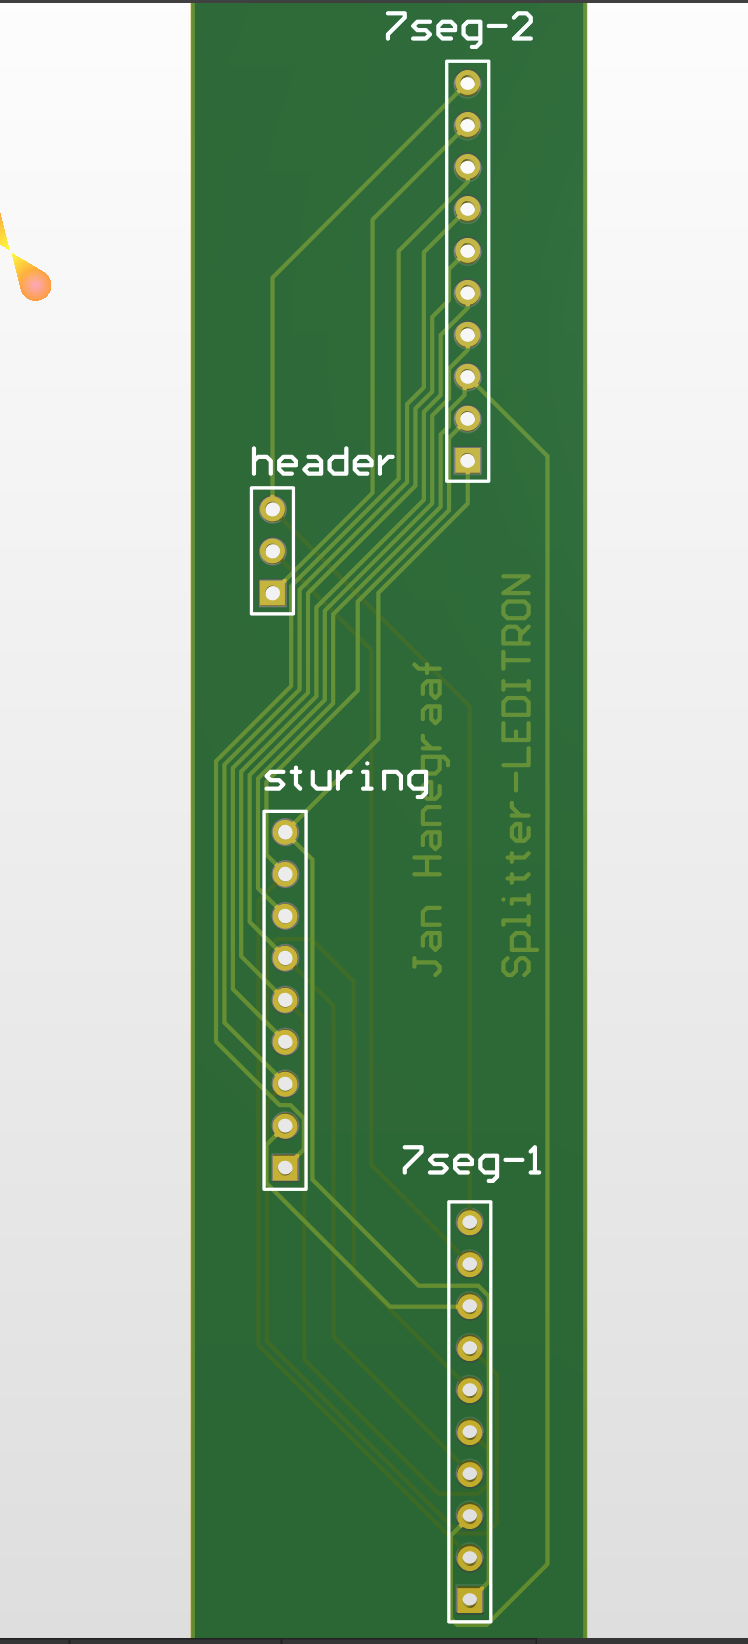 7seg-2
header
sturing
Jan Hanegraaf
Splitter-LEDITRON
7seg-1